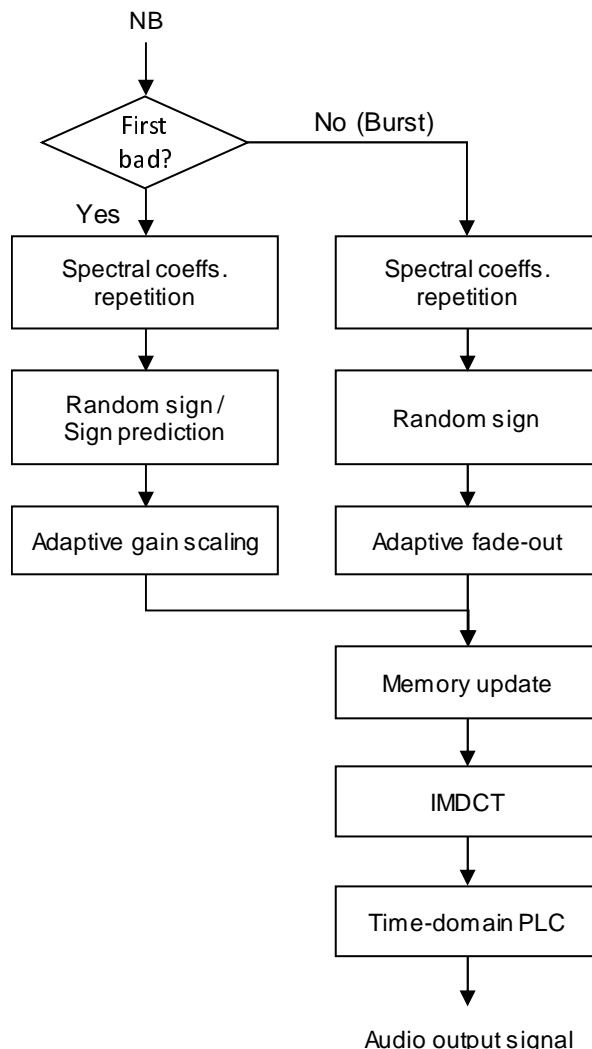 NB
First
bad?
No (Burst)
Yes
Spectral coeffs.
repetition
Spectral coeffs.
repetition
Random sign /
Sign prediction
Random sign
Adaptive gain scaling
Adaptive fade-out
Memory update
IMDCT
Time-domain PLC
Audio output signal